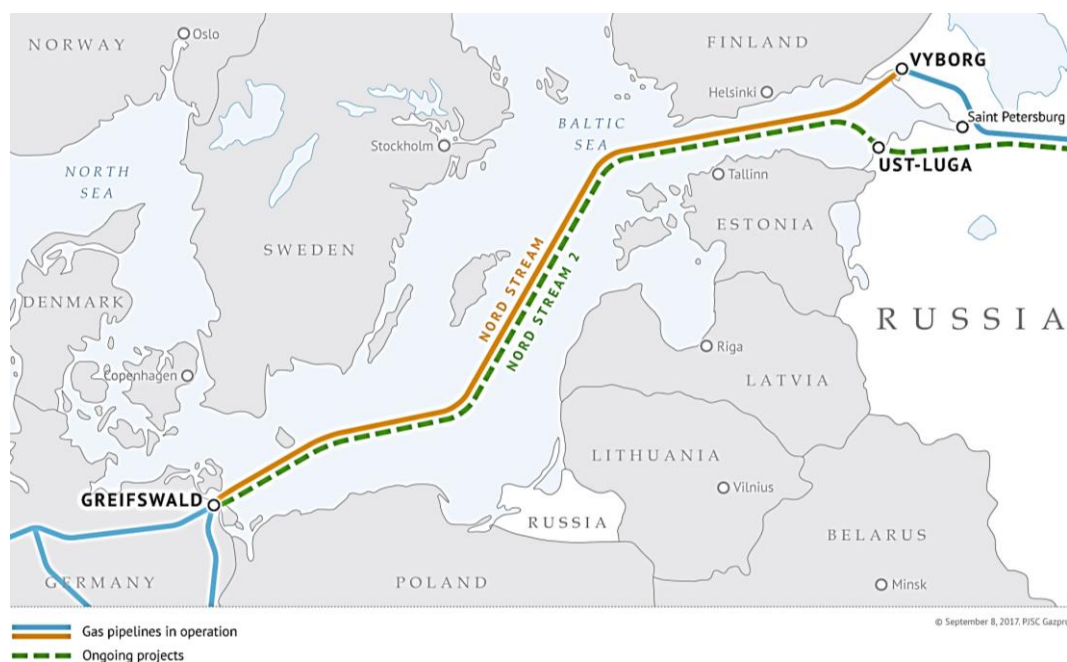 NORWAY
Oslo
FINLAND
VYBORG
Helsinki
Saint Petersburg
BALTIC
SEA
Stockholm
UST-LUGA
NORTH
SEA
Tallinn
ESTONIA
SWEDEN
NORD STREAM
NORD STREAM 2
DENMARK
RUSSIA
Riga
Copenhagen
LATVIA
LITHUANIA
Vilnius
GREIFSWALD
RUSSIA
BELARUS
GERMANY
POLAND
Minsk
© September 8, 2017. PJSC Gazpro
Gas pipelines in operation
Ongoing projects